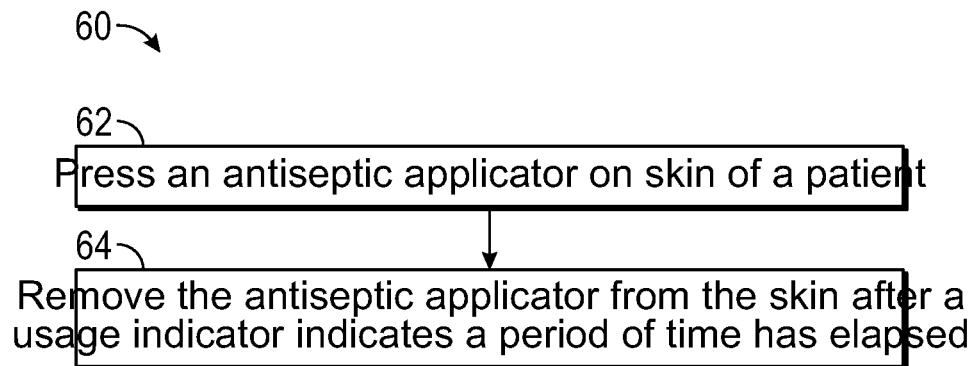 60
62
Press an antiseptic applicator on skin of a patient
64
Remove the antiseptic applicator from the skin after a
usage indicator indicates a period of time has elapsed